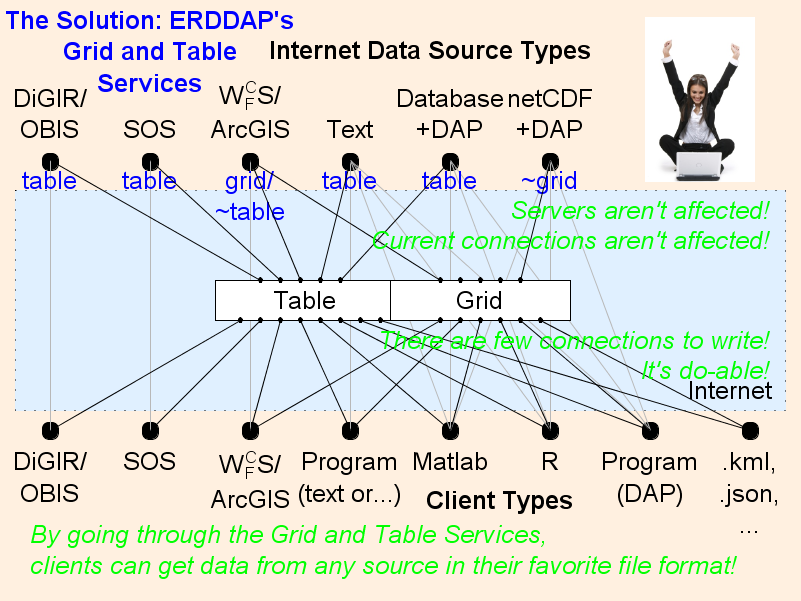 The Solution: ERDDAP's
Grid and Table
Services
Internet Data Source Types
DiGIR/
OBIS
SOS
WCFS/
ArcGIS
Text
Database
+DAP
netCDF
+DAP
table
table
grid/
~table
table
table
~grid
Servers aren't affected!
Current connections aren't affected!
Table
Grid
There are few connections to write!
It's do-able!
Internet
DiGIR/
OBIS
SOS
WCFS/
ArcGIS
Program
(text or...)
Matlab
R
Program
(DAP)
.kml,
.json,
...
Client Types
By going through the Grid and Table Services,
clients can get data from any source in their favorite file format!